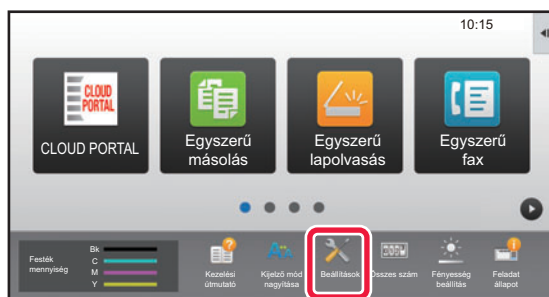 10:15
CLOUD
PORTAL
CLOUD PORTAL
Egyszerű
másolás
Egyszerű
lapolvasás
Egyszerű
fax
Festék
mennyiség
Bk
C
M
Y
Kezelési
útmutató
Kijelző mód
nagyítása
Beállítások
Összes szám
Fényesség
beállítás
Feladat
állapot